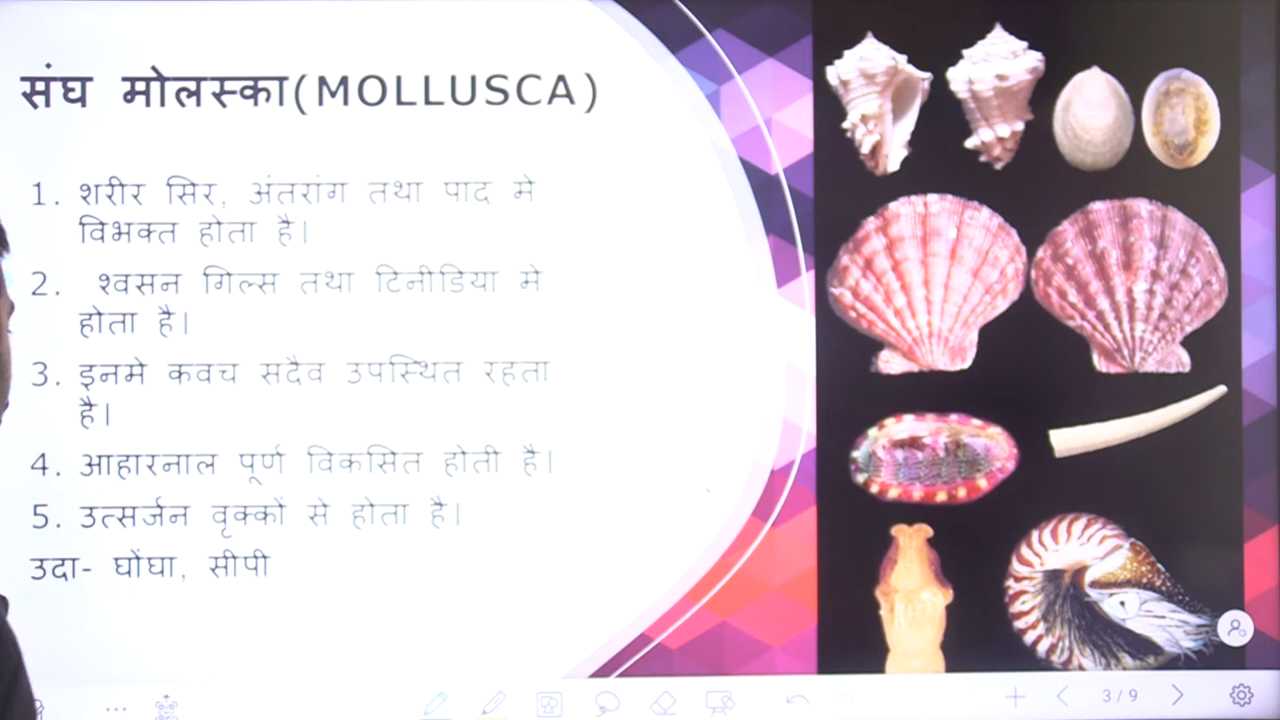 संघ मोलस्का(MOLLUSCA)
1. शरीर सिर, अंतरांग तथा पाद मे
विभक्त होता है।
2. श्वसन गिल्स तथा टिनीडिया मे
होता है।
3. इनमे कवच सदैव उपस्थित रहता
है।
4. आहारनाल पूर्ण विकसित होती है।
5. उत्सर्जन वृक्कों से होता है।
उदा- घोंघा, सीपी
3/9